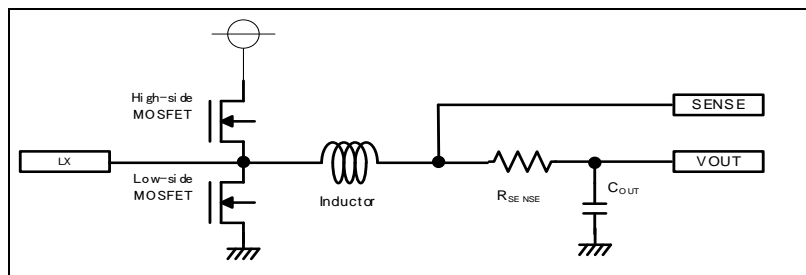 High-side
MOSFET
SENSE
LX
VOUT
Low-side
MOSFET
Inductor
RSENSE
COUT